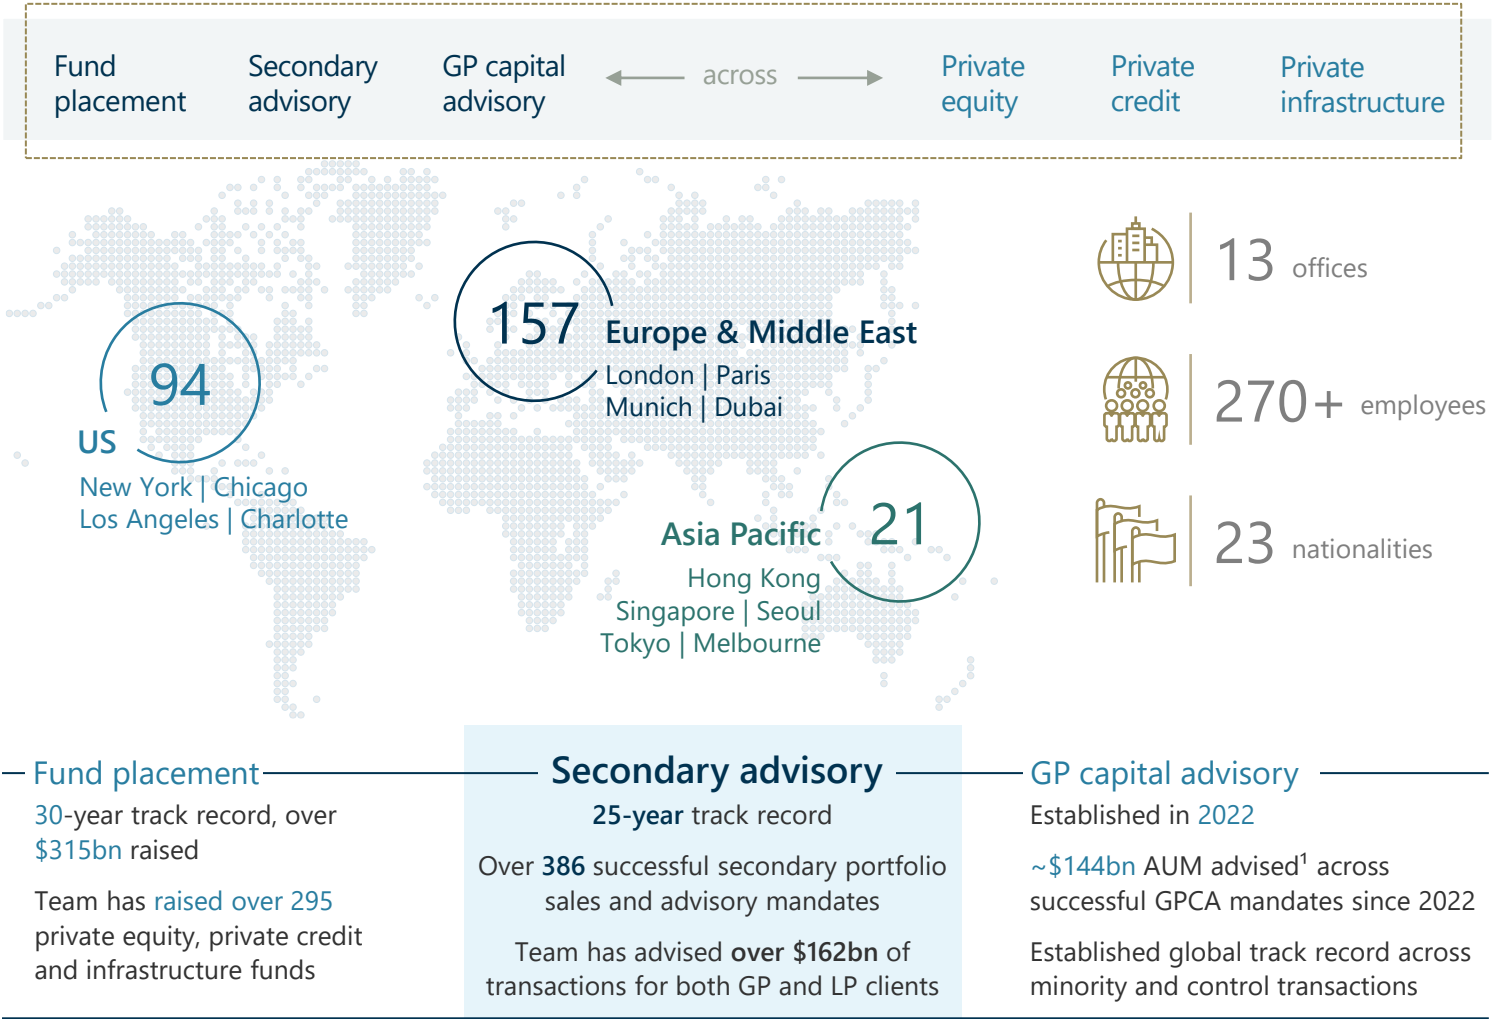 Fund
placement
Secondary
advisory
GP capital
advisory
across
Private
equity
Private
credit
Private
infrastructure
157
Europe & Middle East
London | Paris
Munich | Dubai
94
US
New York | Chicago
Los Angeles | Charlotte
21
Asia Pacific
Hong Kong
Singapore | Seoul
Tokyo | Melbourne
13 offices
270+ employees
23 nationalities
Fund placement
30-year track record, over
$315bn raised
Team has raised over 295
private equity, private credit
and infrastructure funds
Secondary advisory
25-year track record
Over 386 successful secondary portfolio
sales and advisory mandates
Team has advised over $162bn of
transactions for both GP and LP clients
GP capital advisory
Established in 2022
~$144bn AUM advised¹ across
successful GPCA mandates since 2022
Established global track record across
minority and control transactions